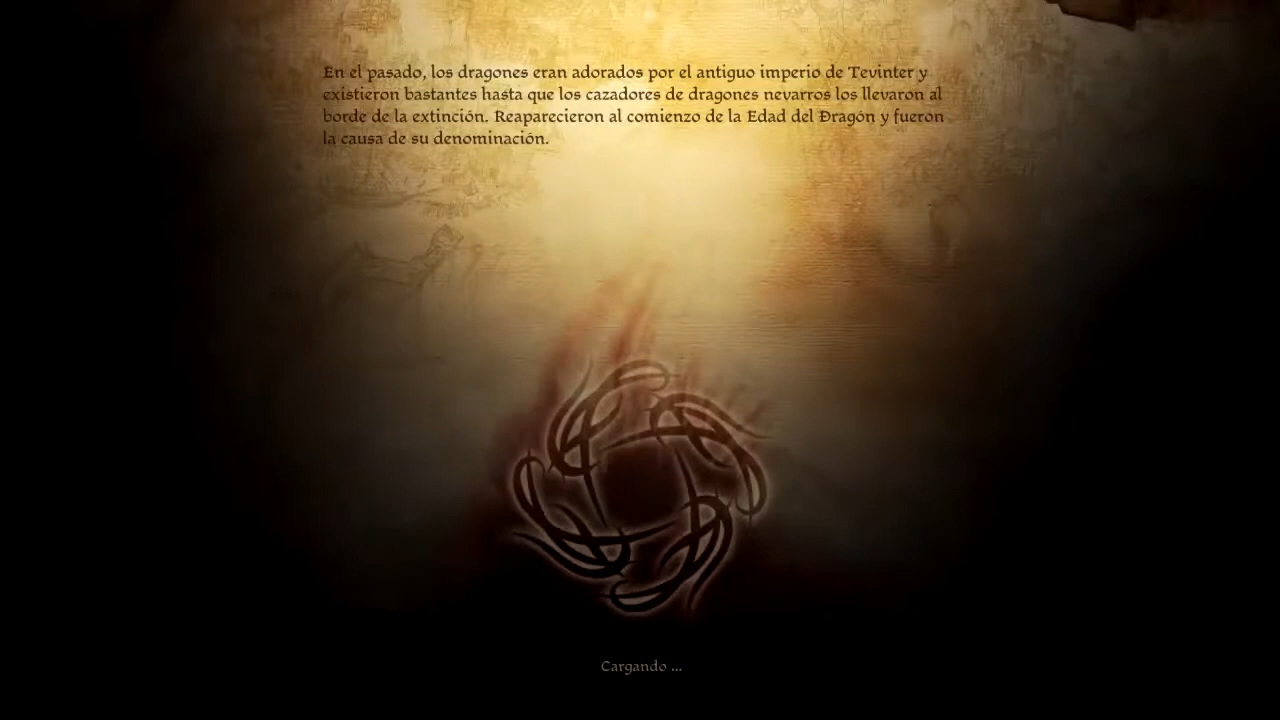 En el pasado, los dragones eran adorados por el antiguo imperio de Tevinter y
existieron bastantes hasta que los cazadores de dragones nevarros los llevaron al
borde de la extinción. Reaparecieron al comienzo de la Edad del Dragón y fueron
la causa de su denominación.
Cargando ...